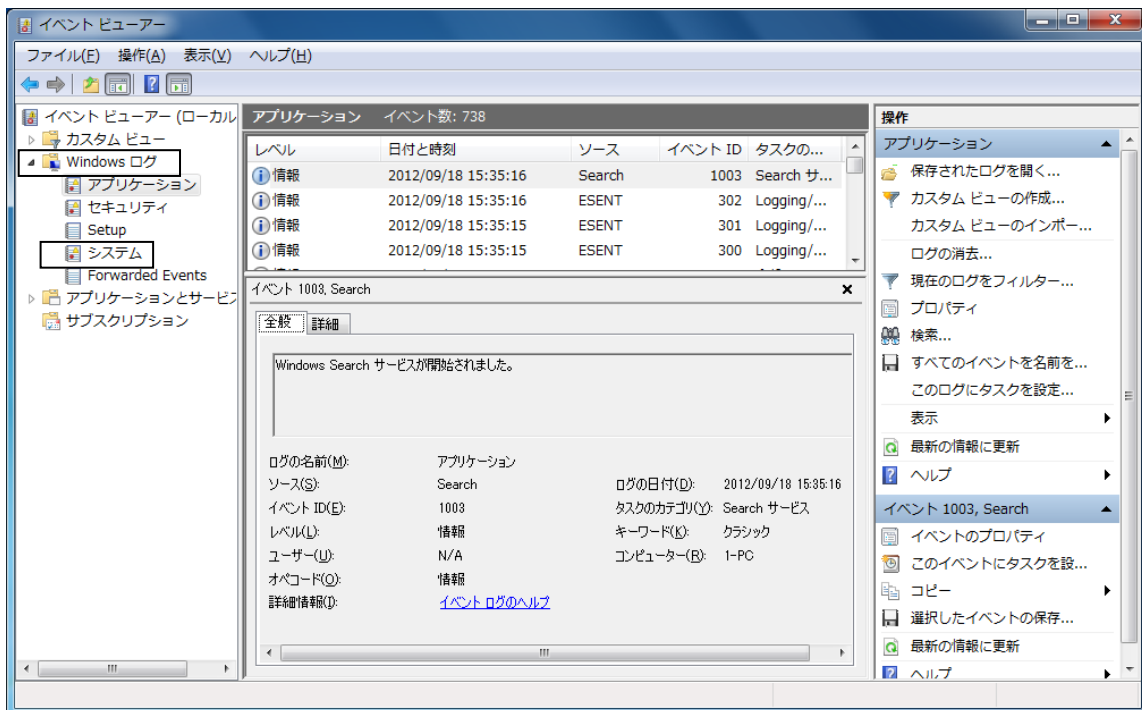 イベント ビューアー
ファイル(F) 操作(A) 表示(V) ヘルプ(H)
イベント ビューアー (ローカル
カスタム ビュー
Windows ログ
アプリケーション
セキュリティ
Setup
システム
Forwarded Events
アプリケーションとサービ
サブスクリプション
アプリケーション イベント数: 738
レベル 日付と時刻 ソース イベント ID タスクの...
情報 2012/09/18 15:35:16 Search 1003 Search サ...
情報 2012/09/18 15:35:16 ESENT 302 Logging/...
情報 2012/09/18 15:35:15 ESENT 301 Logging/...
情報 2012/09/18 15:35:15 ESENT 300 Logging/...
イベント 1003, Search
全般 詳細
Windows Search サービスが開始されました。
ログの名前(M): アプリケーション
ソース(S): Search ログの日付(D): 2012/09/18 15:35:16
イベント ID(E): 1003 タスクのカテゴリ(Y): Search サービス
レベル(L): 情報 キーワード(K): クラシック
ユーザー(U): N/A コンピューター(R): 1-PC
オペコード(O): 情報
詳細情報(I): イベント ログのヘルプ
操作
アプリケーション
保存されたログを開く...
カスタム ビューの作成...
カスタム ビューのインポー...
ログの消去...
現在のログをフィルター...
プロパティ
検索...
すべてのイベントを名前を...
このログにタスクを設定...
表示
最新の情報に更新
ヘルプ
イベント 1003, Search
イベントのプロパティ
このイベントにタスクを設...
コピー
選択したイベントの保存...
最新の情報に更新
ヘルプ